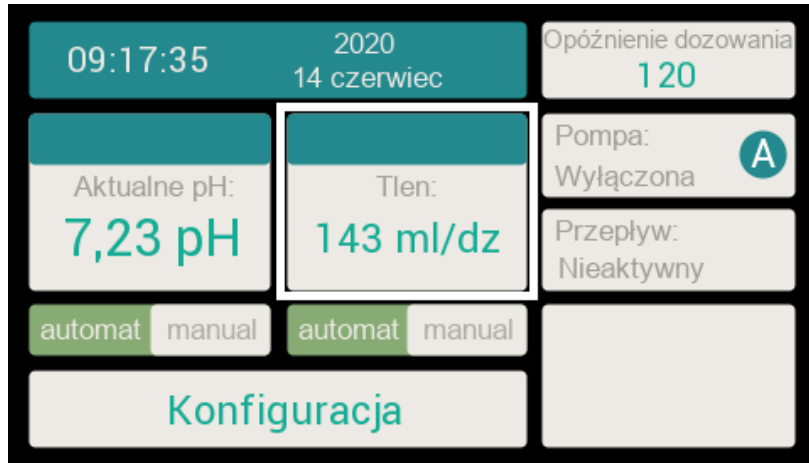 09:17:35
2020
14 czerwiec
Opóźnienie dozowania
120
Aktualne pH:
7,23 pH
Tlen:
143 ml/dz
Pompa:
Wyłączona
A
Przepływ:
Nieaktywny
automat manual
automat manual
Konfiguracja